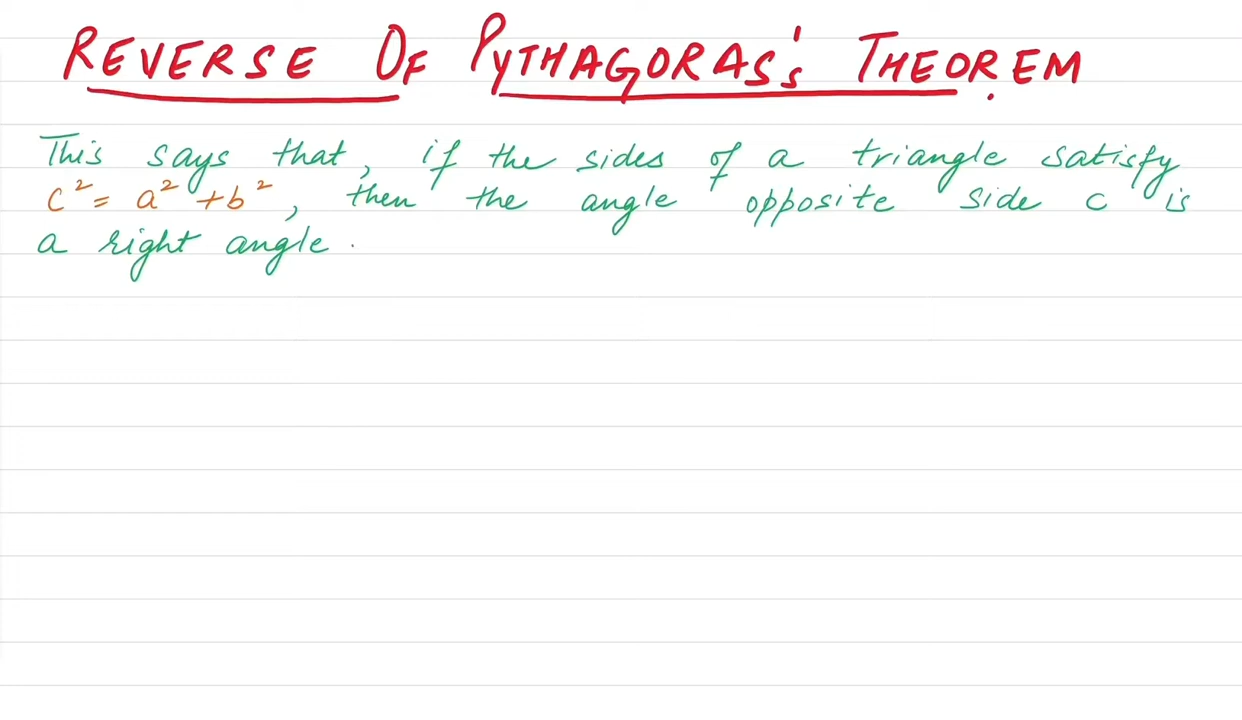 REVERSE OF PYTHAGORAS's THEOREM
This says that, if the sides of a triangle satisfy
c² = a² + b², then the angle opposite side c is
a right angle.